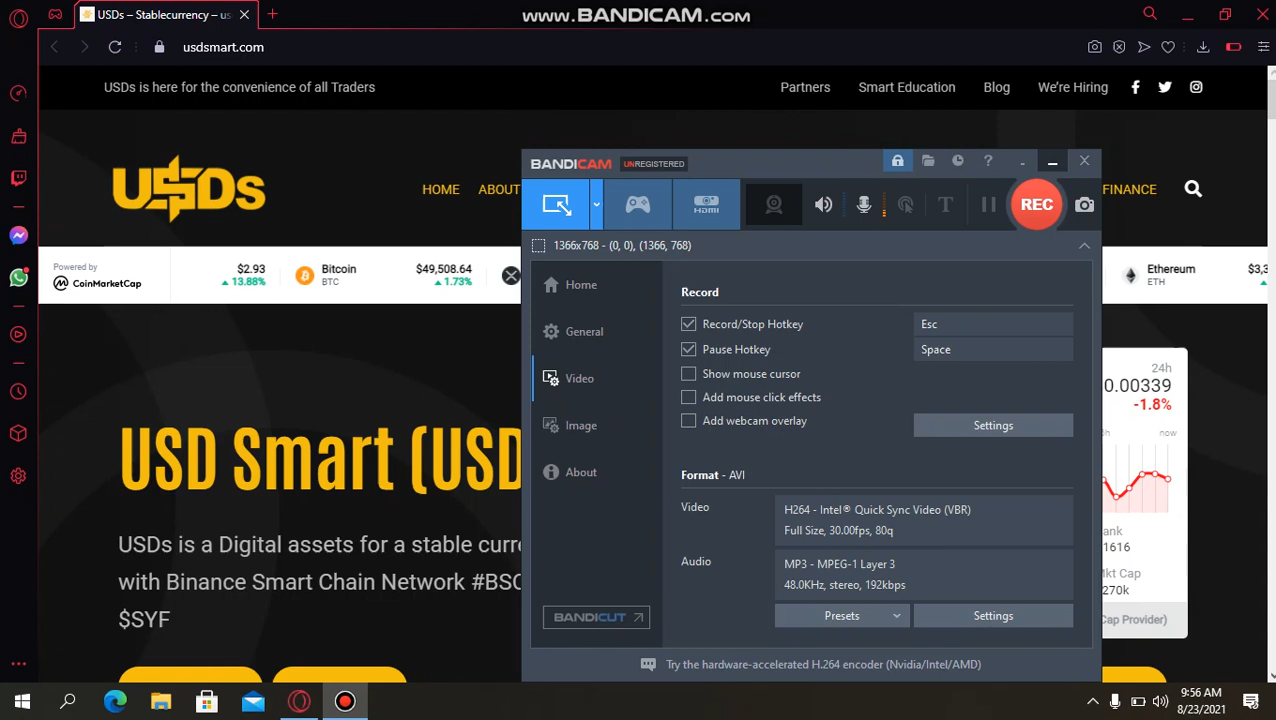 www.BANDICAM.com
USDs – Stablecurrency – us
usdsmart.com
USDs is here for the convenience of all Traders
Partners
Smart Education
Blog
We're Hiring
USDs
HOME
ABOUT
FINANCE
Powered by
CoinMarketCap
$2.93
13.88%
Bitcoin
BTC
$49,508.64
1.73%
Ethereum
ETH
$3,3
USD Smart (USD
USDs is a Digital assets for a stable curre
with Binance Smart Chain Network #BSC
$SYF
24h
0.00339
-1.8%
now
ank
1616
Mkt Cap
270k
Cap Provider)
BANDICAM
UNREGISTERED
HDMI
T
REC
1366x768 - (0, 0), (1366, 768)
Home
General
Video
Image
About
BANDICUT
Record
Record/Stop Hotkey
Esc
Pause Hotkey
Space
Show mouse cursor
Add mouse click effects
Add webcam overlay
Settings
Format - AVI
Video
H264 - Intel® Quick Sync Video (VBR)
Full Size, 30.00fps, 80q
Audio
MP3 - MPEG-1 Layer 3
48.0KHz, stereo, 192kbps
Presets
Settings
Try the hardware-accelerated H.264 encoder (Nvidia/Intel/AMD)
9:56 AM
8/23/2021